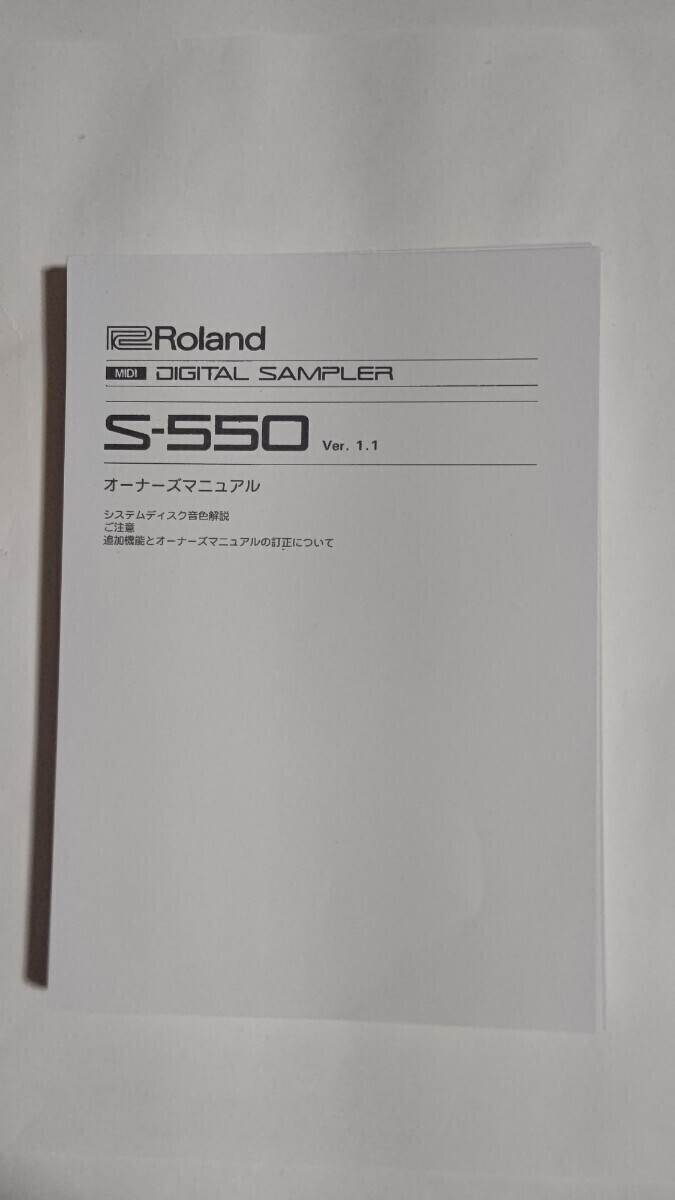 Roland
MIDI DIGITAL SAMPLER
S-550 Ver. 1.1
オーナーズマニュアル
システムディスク音色解説
ご注意
追加機能とオーナーズマニュアルの訂正について